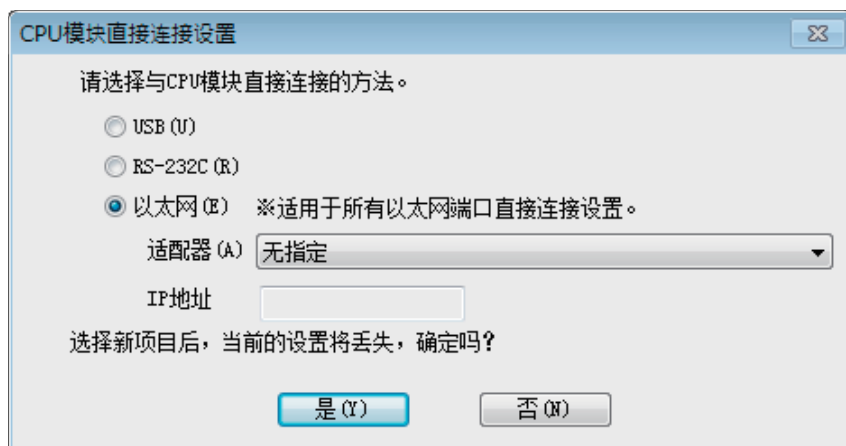 CPU模块直接连接设置
请选择与CPU模块直接连接的方法。
USB(U)
RS-232C(R)
以太网(E) ※适用于所有以太网端口直接连接设置。
适配器(A) 无指定
IP地址
选择新项目后，当前的设置将丢失，确定吗？
是(Y) 否(N)